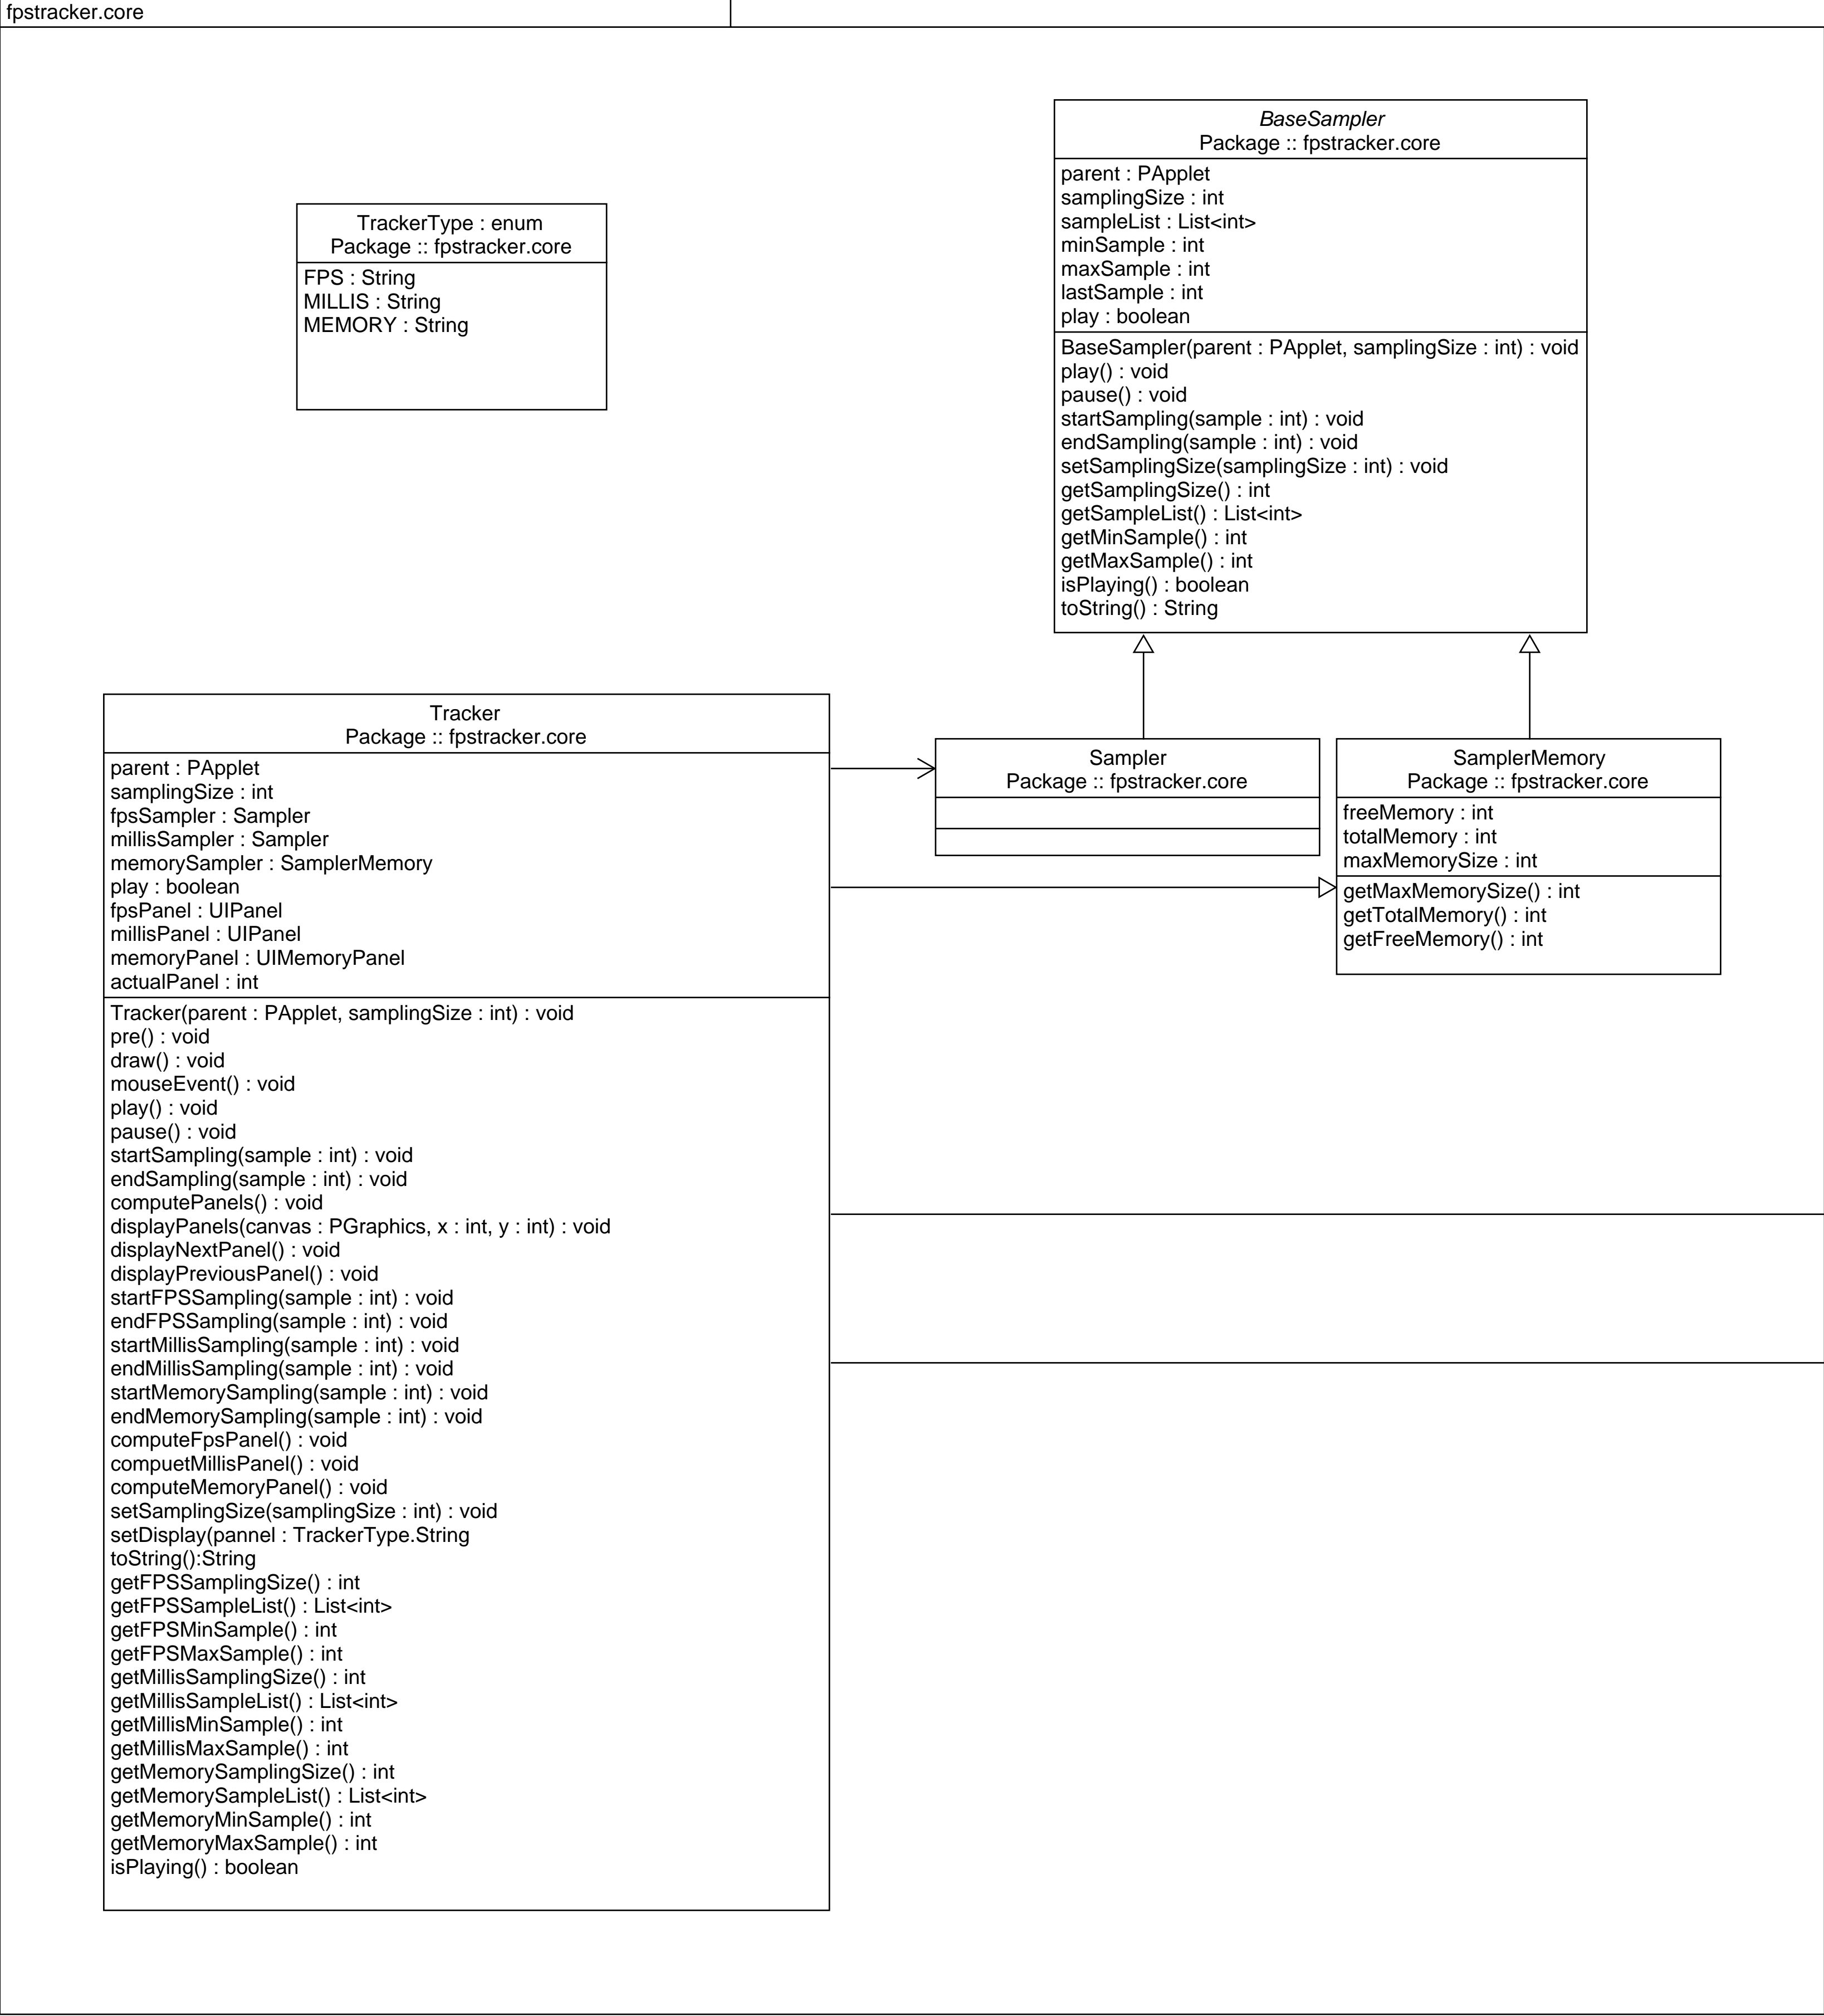 fpstracker.core
BaseSampler
Package :: fpstracker.core
parent : PApplet
samplingSize : int
sampleList : List<int>
minSample : int
maxSample : int
lastSample : int
play : boolean
BaseSampler(parent : PApplet, samplingSize : int) : void
play() : void
pause() : void
startSampling(sample : int) : void
endSampling(sample : int) : void
setSamplingSize(samplingSize : int) : void
getSamplingSize() : int
getSampleList() : List<int>
getMinSample() : int
getMaxSample() : int
isPlaying() : boolean
toString() : String
TrackerType : enum
Package :: fpstracker.core
FPS : String
MILLIS : String
MEMORY : String
Tracker
Package :: fpstracker.core
parent : PApplet
samplingSize : int
fpsSampler : Sampler
millisSampler : Sampler
memorySampler : SamplerMemory
play : boolean
fpsPanel : UIPanel
millisPanel : UIPanel
memoryPanel : UIMemoryPanel
actualPanel : int
Tracker(parent : PApplet, samplingSize : int) : void
pre() : void
draw() : void
mouseEvent() : void
play() : void
pause() : void
startSampling(sample : int) : void
endSampling(sample : int) : void
computePanels() : void
displayPanels(canvas : PGraphics, x : int, y : int) : void
displayNextPanel() : void
displayPreviousPanel() : void
startFPSSampling(sample : int) : void
endFPSSampling(sample : int) : void
startMillisSampling(sample : int) : void
endMillisSampling(sample : int) : void
startMemorySampling(sample : int) : void
endMemorySampling(sample : int) : void
computeFpsPanel() : void
compuetMillisPanel() : void
computeMemoryPanel() : void
setSamplingSize(samplingSize : int) : void
setDisplay(pannel : TrackerType.String
toString():String
getFPSSamplingSize() : int
getFPSSampleList() : List<int>
getFPSMinSample() : int
getFPSMaxSample() : int
getMillisSamplingSize() : int
getMillisSampleList() : List<int>
getMillisMinSample() : int
getMillisMaxSample() : int
getMemorySamplingSize() : int
getMemorySampleList() : List<int>
getMemoryMinSample() : int
getMemoryMaxSample() : int
isPlaying() : boolean
Sampler
Package :: fpstracker.core
SamplerMemory
Package :: fpstracker.core
freeMemory : int
totalMemory : int
maxMemorySize : int
getMaxMemorySize() : int
getTotalMemory() : int
getFreeMemory() : int